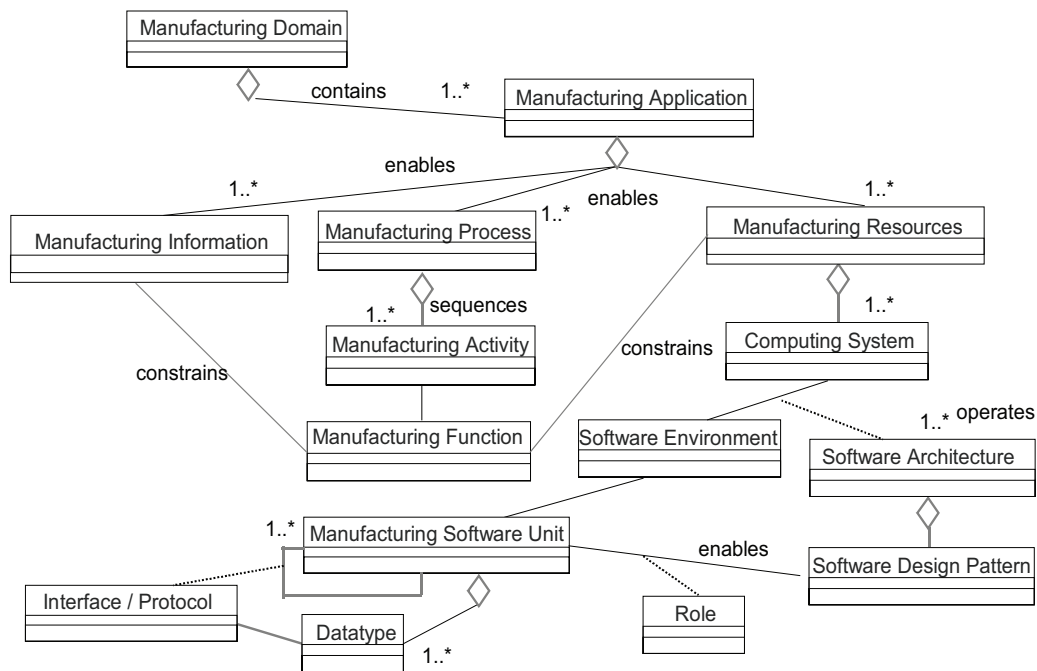 Manufacturing Domain
contains
1..*
Manufacturing Application
enables
1..*
enables
1..*
1..*
Manufacturing Information
Manufacturing Process
Manufacturing Resources
sequences
1..*
1..*
Manufacturing Activity
constrains
Computing System
constrains
1..*
operates
Manufacturing Function
Software Environment
Software Architecture
1..*
Manufacturing Software Unit
enables
Software Design Pattern
Interface / Protocol
Role
Datatype
1..*